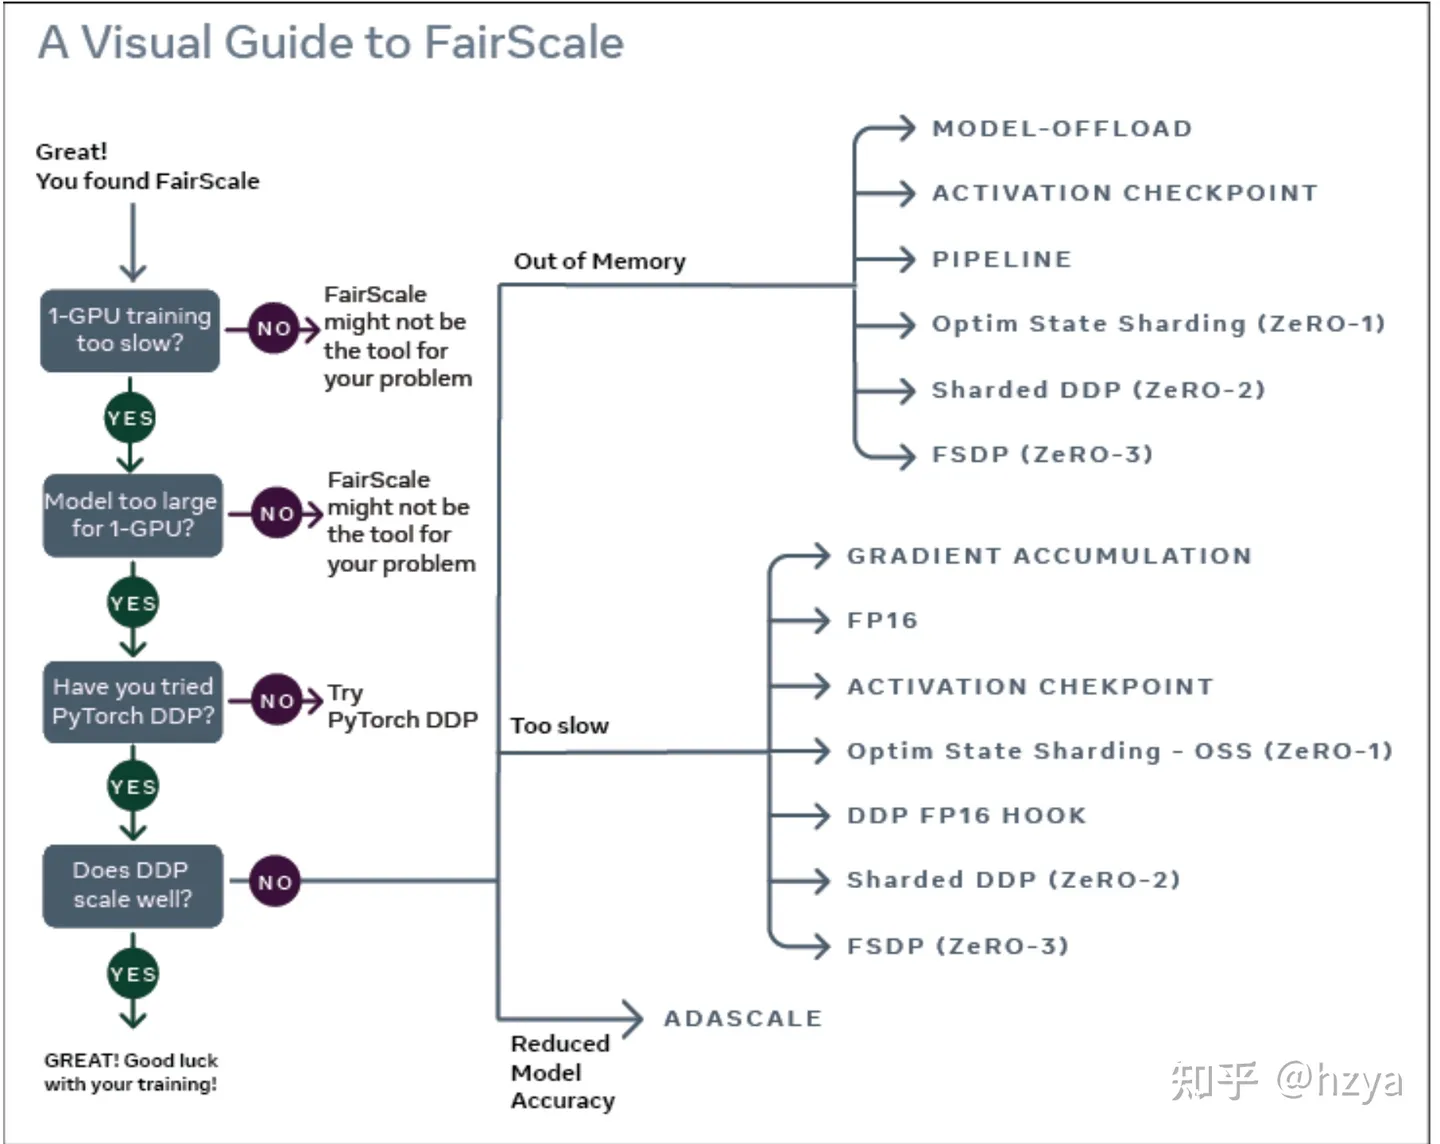 A Visual Guide to FairScale
Great!
You found FairScale
1-GPU training
too slow?
NO
FairScale
might not be
the tool for
your problem
YES
Model too large
for 1-GPU?
NO
FairScale
might not be
the tool for
your problem
YES
Have you tried
PyTorch DDP?
NO
Try
PyTorch DDP
YES
Does DDP
scale well?
NO
YES
GREAT! Good luck
with your training!
Out of Memory
MODEL-OFFLOAD
ACTIVATION CHECKPOINT
PIPELINE
Optim State Sharding (ZeRO-1)
Sharded DDP (ZeRO-2)
FSDP (ZeRO-3)
Too slow
GRADIENT ACCUMULATION
FP16
ACTIVATION CHEKPOINT
Optim State Sharding - OSS (ZeRO-1)
DDP FP16 HOOK
Sharded DDP (ZeRO-2)
FSDP (ZeRO-3)
ADASCALE
Reduced
Model
Accuracy
知乎 @hzya